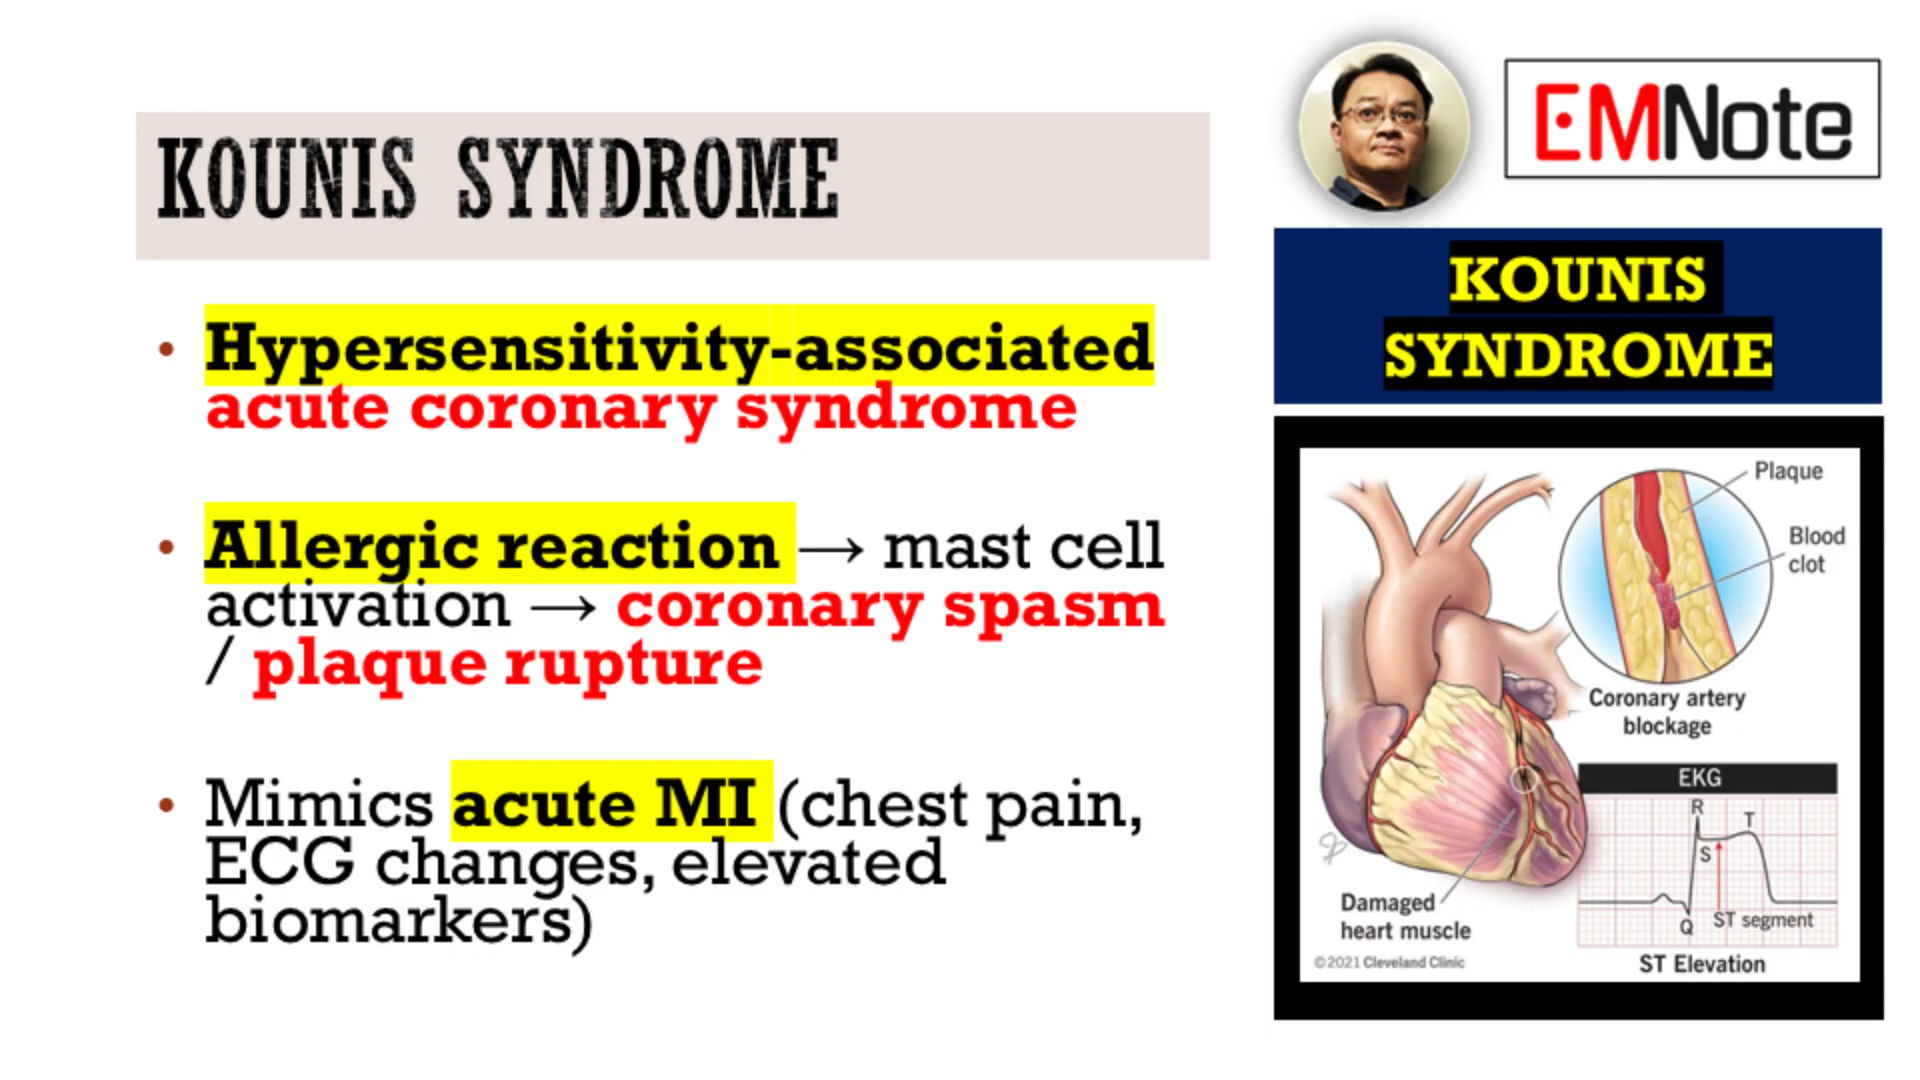 KOUNIS SYNDROME
• Hypersensitivity-associated
acute coronary syndrome
• Allergic reaction → mast cell
activation → coronary spasm
/ plaque rupture
• Mimics acute MI (chest pain,
ECG changes, elevated
biomarkers)
EMNote
KOUNIS
SYNDROME
Plaque
Blood
clot
Coronary artery
blockage
EKG
R
T
S
Q
ST segment
ST Elevation
Damaged
heart muscle
©2021 Cleveland Clinic